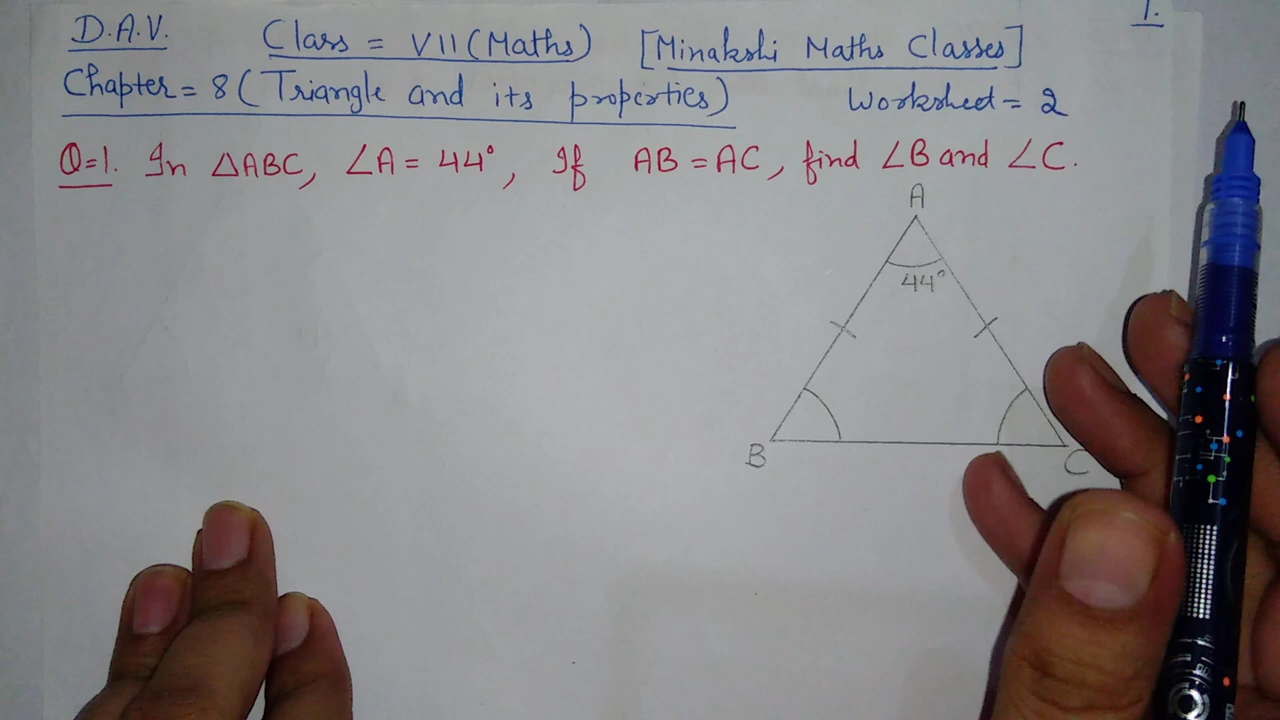 1.
D.A.V. Class = VII (Maths) [Minakshi Maths Classes]
Chapter = 8 ( Triangle and its properties) Worksheet = 2
Q=1. In △ABC, ∠A = 44°, If AB = AC, find ∠B and ∠C.
A
44°
B C